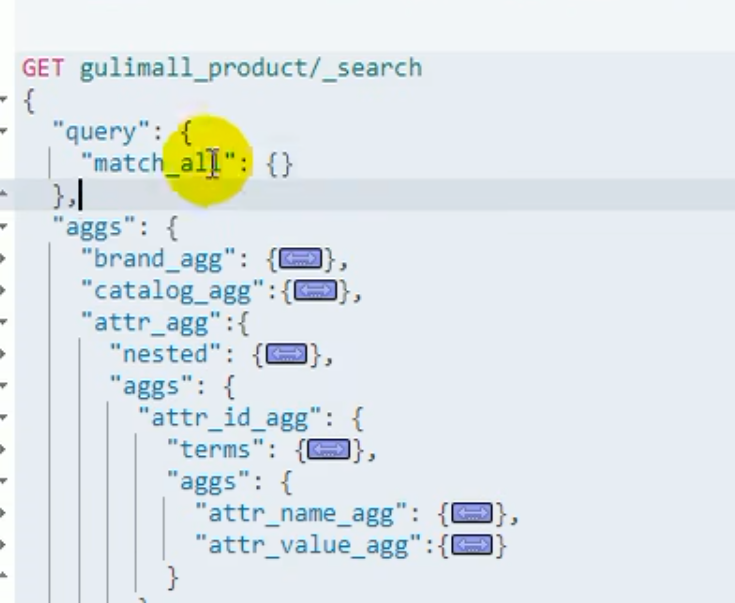 GET gulimall_product/_search
{
"query": {
"match_all": {}
},
"aggs": {
"brand_agg": {},
"catalog_agg":{},
"attr_agg":{
"nested": {},
"aggs": {
"attr_id_agg": {
"terms": {},
"aggs": {
"attr_name_agg": {},
"attr_value_agg":{}
}
}